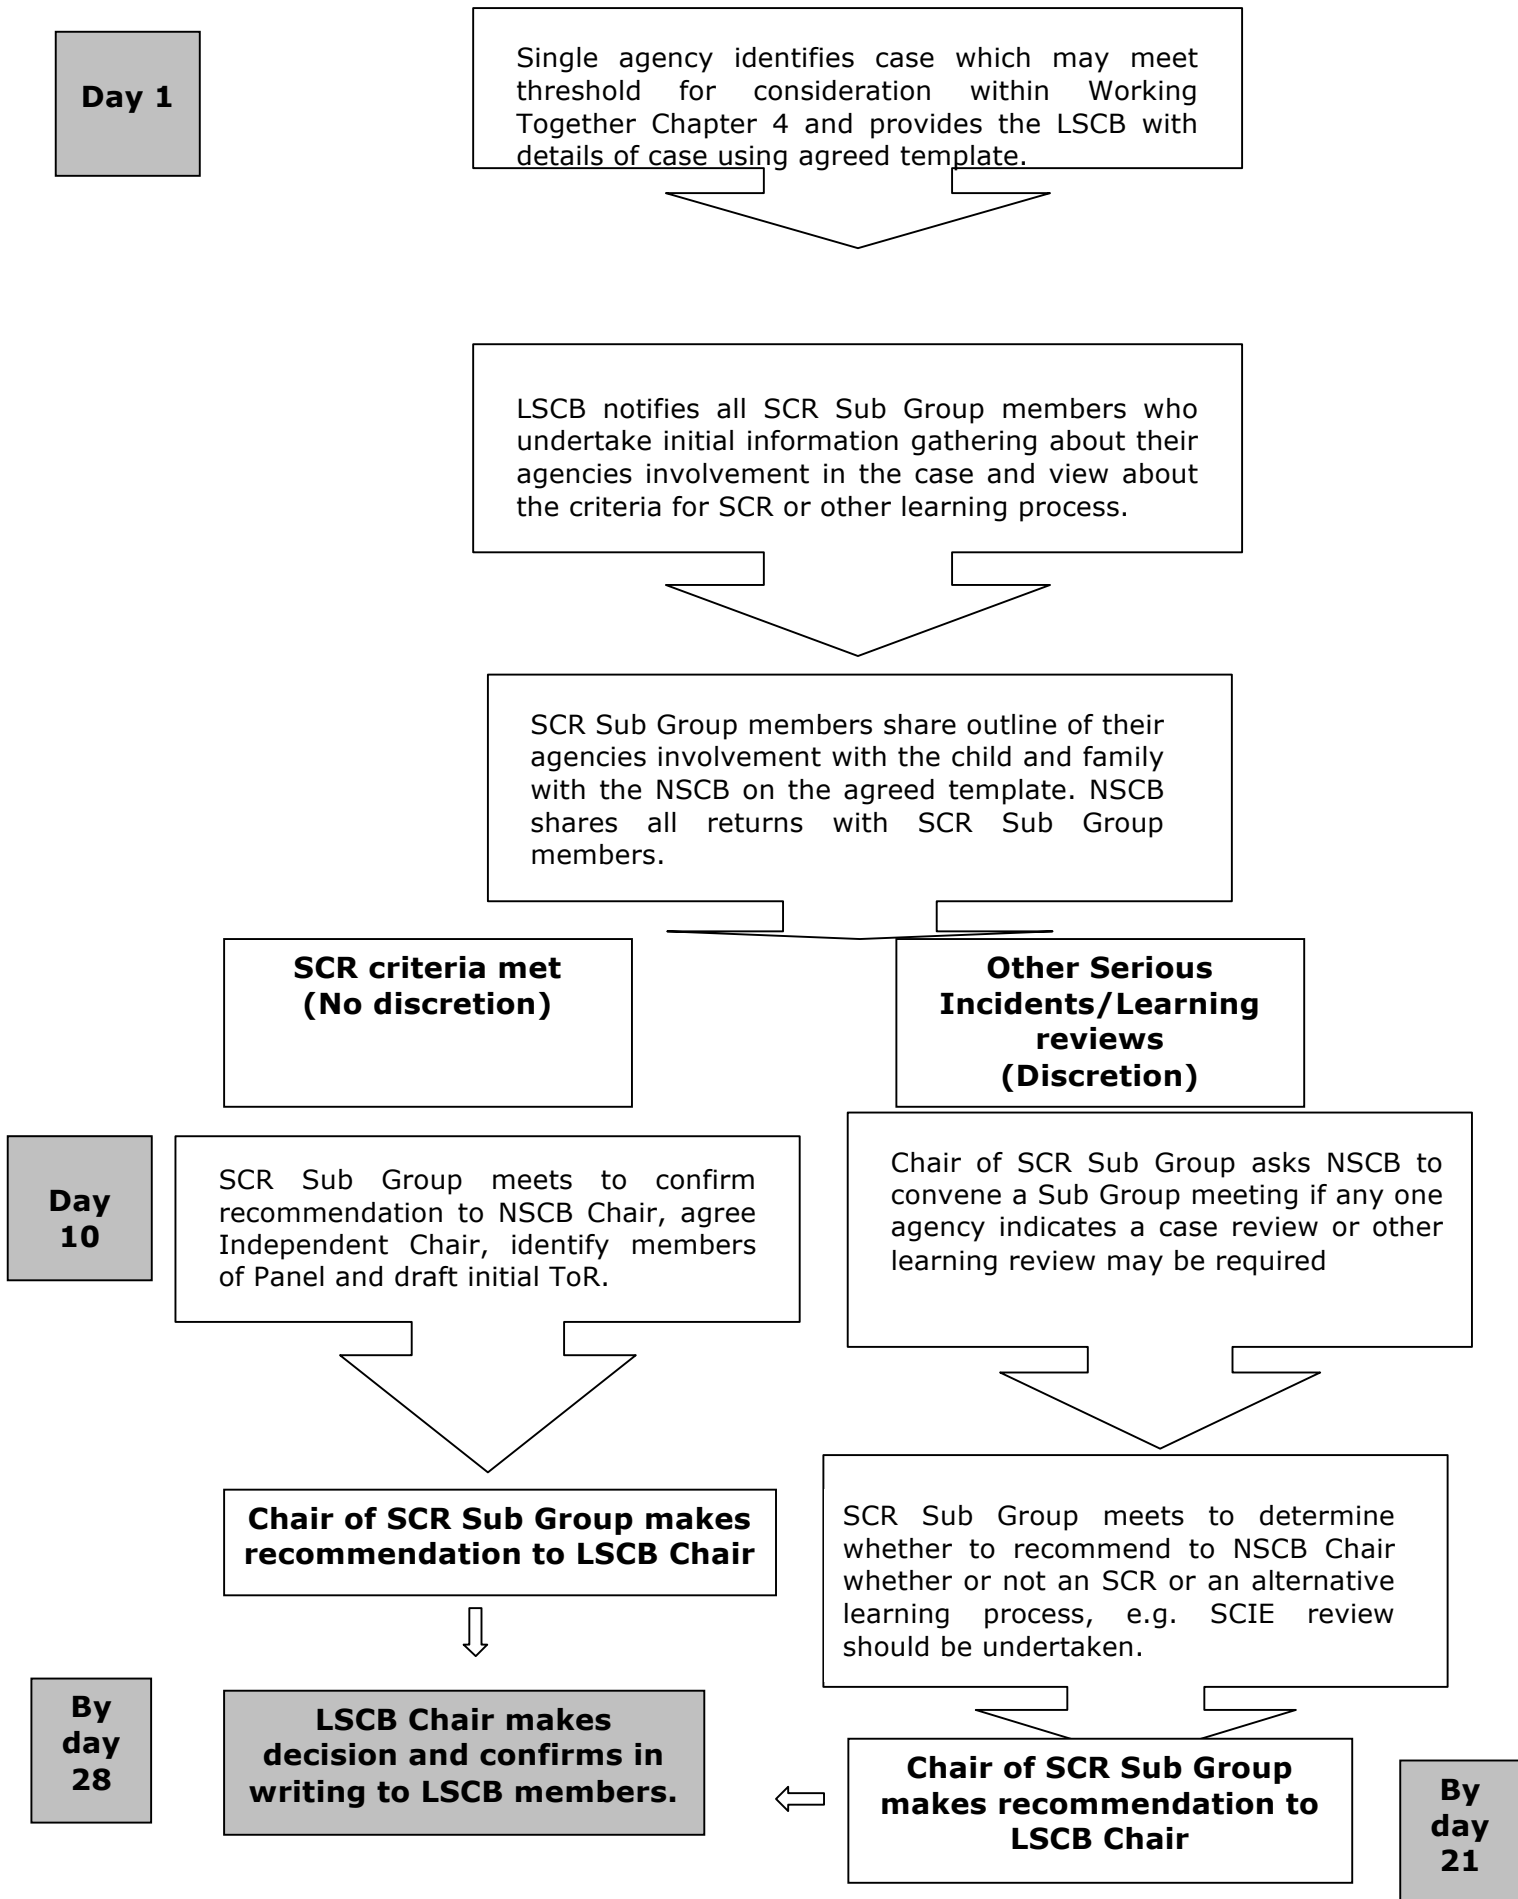 Day 1
Single agency identifies case which may meet
threshold for consideration within Working
Together Chapter 4 and provides the LSCB with
details of case using agreed template.
LSCB notifies all SCR Sub Group members who
undertake initial information gathering about their
agencies involvement in the case and view about
the criteria for SCR or other learning process.
SCR Sub Group members share outline of their
agencies involvement with the child and family
with the NSCB on the agreed template. NSCB
shares all returns with SCR Sub Group
members.
SCR criteria met
(No discretion)
Other Serious
Incidents/Learning
reviews
(Discretion)
Day
10
SCR Sub Group meets to confirm
recommendation to NSCB Chair, agree
Independent Chair, identify members
of Panel and draft initial ToR.
Chair of SCR Sub Group asks NSCB to
convene a Sub Group meeting if any one
agency indicates a case review or other
learning review may be required
Chair of SCR Sub Group makes
recommendation to LSCB Chair
SCR Sub Group meets to determine
whether to recommend to NSCB Chair
whether or not an SCR or an alternative
learning process, e.g. SCIE review
should be undertaken.
By
day
28
LSCB Chair makes
decision and confirms in
writing to LSCB members.
Chair of SCR Sub Group
makes recommendation to
LSCB Chair
By
day
21